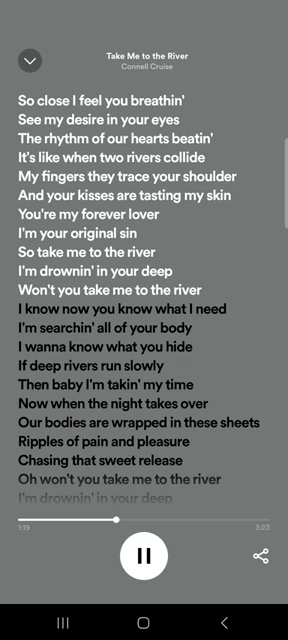 Take Me to the River
Connell Cruise
So close I feel you breathin'
See my desire in your eyes
The rhythm of our hearts beatin'
It's like when two rivers collide
My fingers they trace your shoulder
And your kisses are tasting my skin
You're my forever lover
I'm your original sin
So take me to the river
I'm drownin' in your deep
Won't you take me to the river
I know now you know what I need
I'm searchin' all of your body
I wanna know what you hide
If deep rivers run slowly
Then baby I'm takin' my time
Now when the night takes over
Our bodies are wrapped in these sheets
Ripples of pain and pleasure
Chasing that sweet release
Oh won't you take me to the river
I'm drownin' in your deep
1:19
3:23